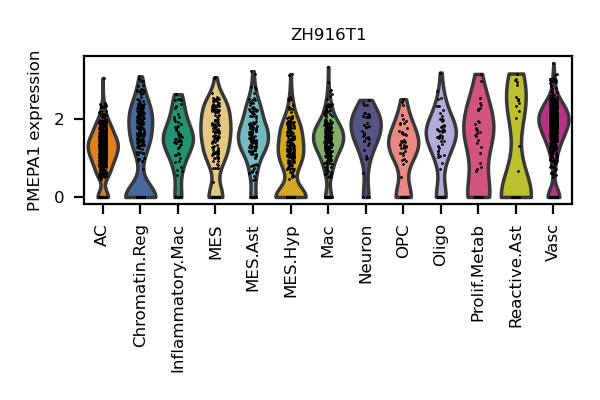 ZH916T1
PMEPA1 expression
2
0
AC
Chromatin.Reg
Inflammatory.Mac
MES
MES.Ast
MES.Hyp
Mac
Neuron
OPC
Oligo
Prolif.Metab
Reactive.Ast
Vasc